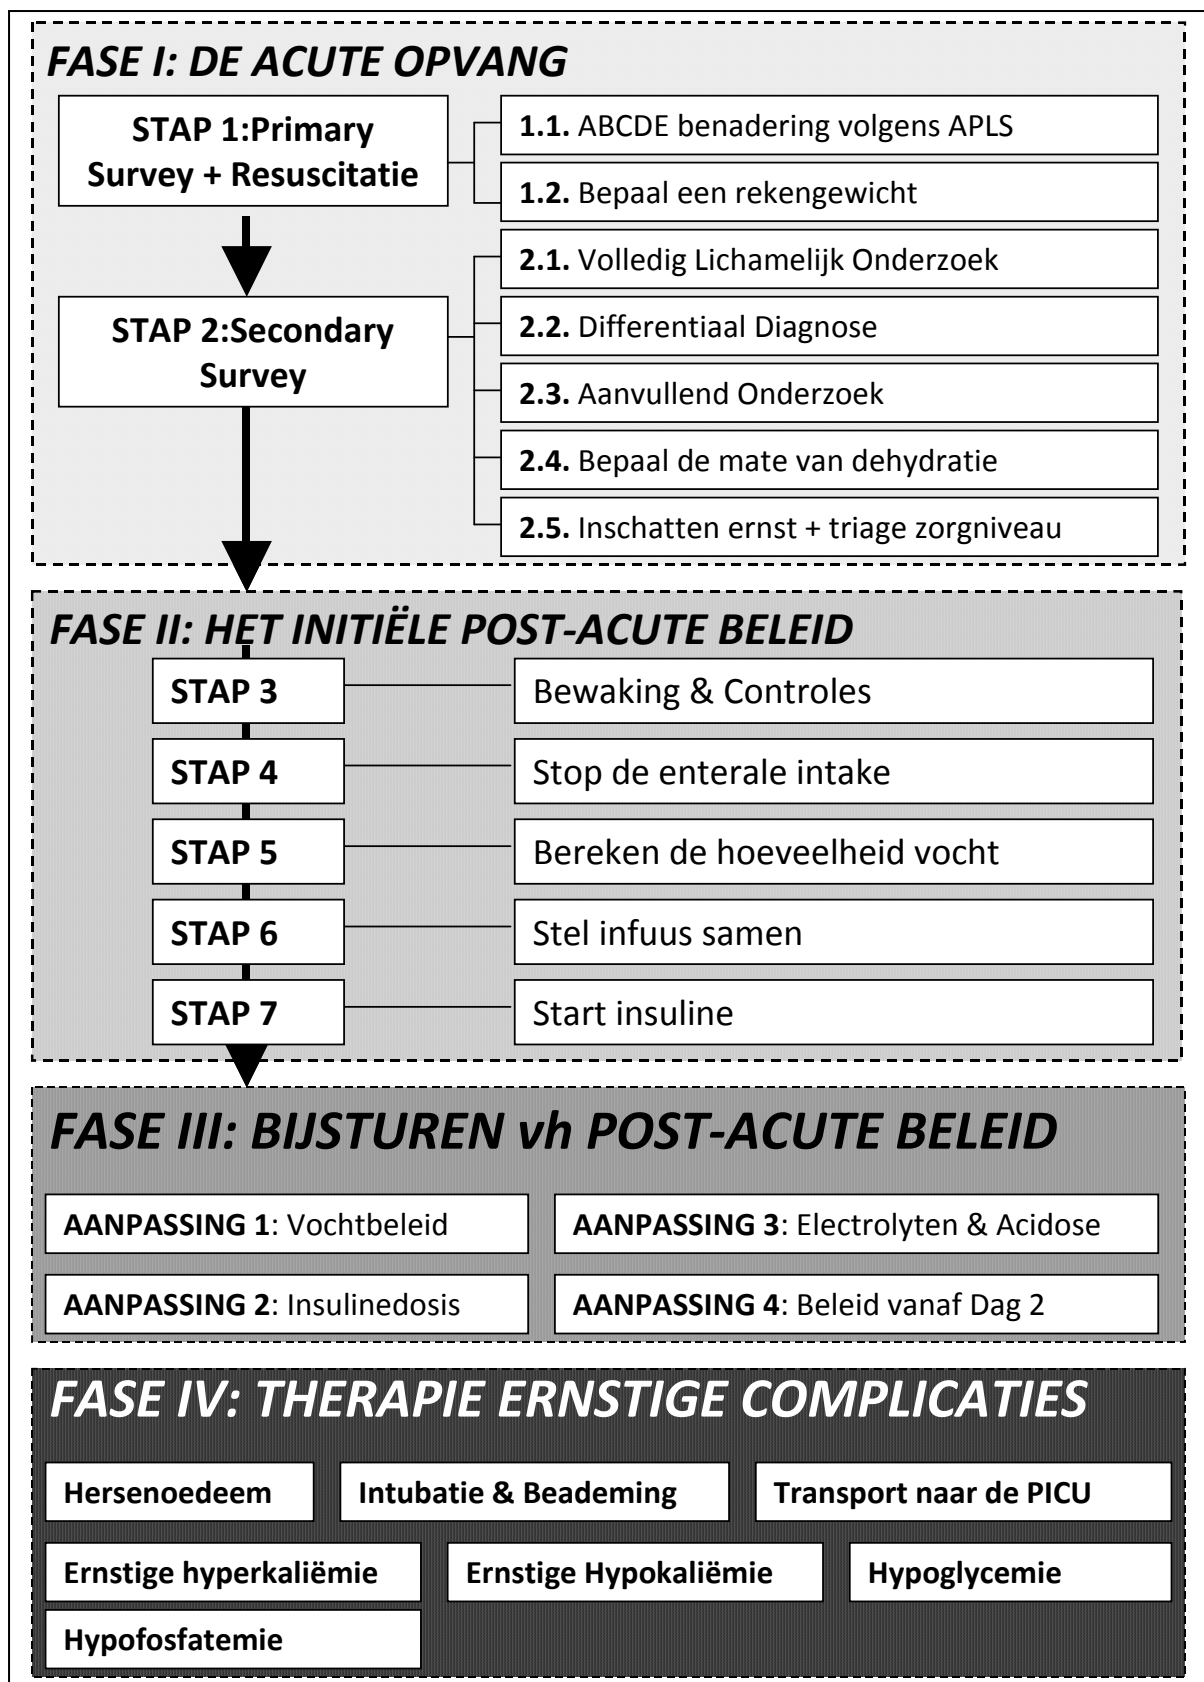 FASE I: DE ACUTE OPVANG
STAP 1:Primary
Survey + Resuscitatie
1.1. ABCDE benadering volgens APLS
1.2. Bepaal een rekengewicht
STAP 2:Secondary
Survey
2.1. Volledig Lichamelijk Onderzoek
2.2. Differentiaal Diagnose
2.3. Aanvullend Onderzoek
2.4. Bepaal de mate van dehydratie
2.5. Inschatten ernst + triage zorgniveau
FASE II: HET INITIËLE POST-ACUTE BELEID
STAP 3
Bewaking & Controles
STAP 4
Stop de enterale intake
STAP 5
Bereken de hoeveelheid vocht
STAP 6
Stel infuus samen
STAP 7
Start insuline
FASE III: BIJSTUREN vh POST-ACUTE BELEID
AANPASSING 1: Vochtbeleid
AANPASSING 3: Electrolyten & Acidose
AANPASSING 2: Insulinedosis
AANPASSING 4: Beleid vanaf Dag 2
FASE IV: THERAPIE ERNSTIGE COMPLICATIES
Hersenoedeem
Intubatie & Beademing
Transport naar de PICU
Ernstige hyperkaliëmie
Ernstige Hypokaliëmie
Hypoglycemie
Hypofosfatemie